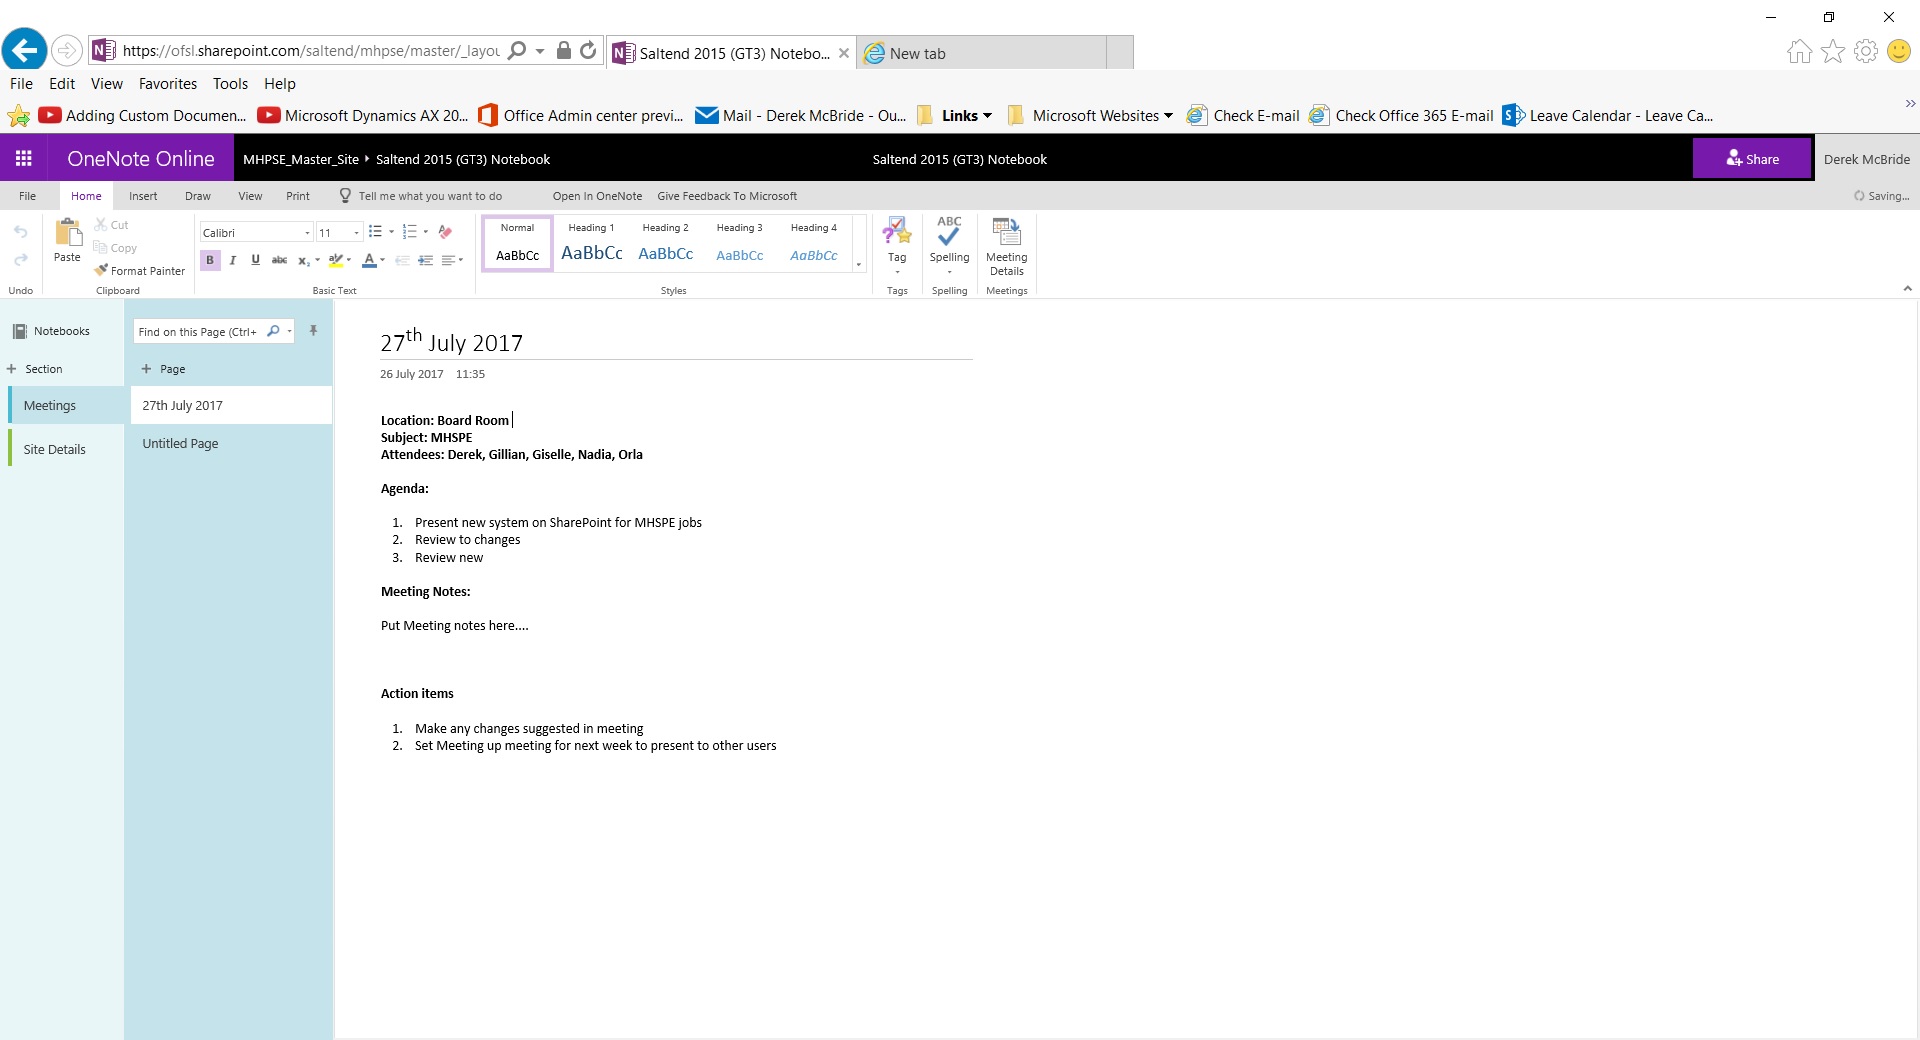 https://ofsl.sharepoint.com/saltend/mhpse/master/_layou
Saltend 2015 (GT3) Notebo...
New tab
File Edit View Favorites Tools Help
Adding Custom Documen... Microsoft Dynamics AX 20... Office Admin center previ... Mail - Derek McBride - Ou... Links Microsoft Websites Check E-mail Check Office 365 E-mail Leave Calendar - Leave Ca...
OneNote Online MHPSE_Master_Site Saltend 2015 (GT3) Notebook Saltend 2015 (GT3) Notebook Share Derek McBride
File Home Insert Draw View Print Tell me what you want to do Open In OneNote Give Feedback To Microsoft Saving...
Paste Cut
Copy
Format Painter
Calibri 11
B I U abc x₂ aby A
Normal Heading 1 Heading 2 Heading 3 Heading 4
AaBbCc AaBbCc AaBbCc AaBbCc AaBbCc
Tag
ABC
Spelling
Meeting
Details
Undo Clipboard Basic Text Styles Tags Spelling Meetings
Notebooks
Section
Meetings
Site Details
Find on this Page (Ctrl+
Page
27th July 2017
Untitled Page
27th July 2017
26 July 2017 11:35
Location: Board Room
Subject: MHSPE
Attendees: Derek, Gillian, Giselle, Nadia, Orla
Agenda:
1. Present new system on SharePoint for MHSPE jobs
2. Review to changes
3. Review new
Meeting Notes:
Put Meeting notes here....
Action items
1. Make any changes suggested in meeting
2. Set Meeting up meeting for next week to present to other users